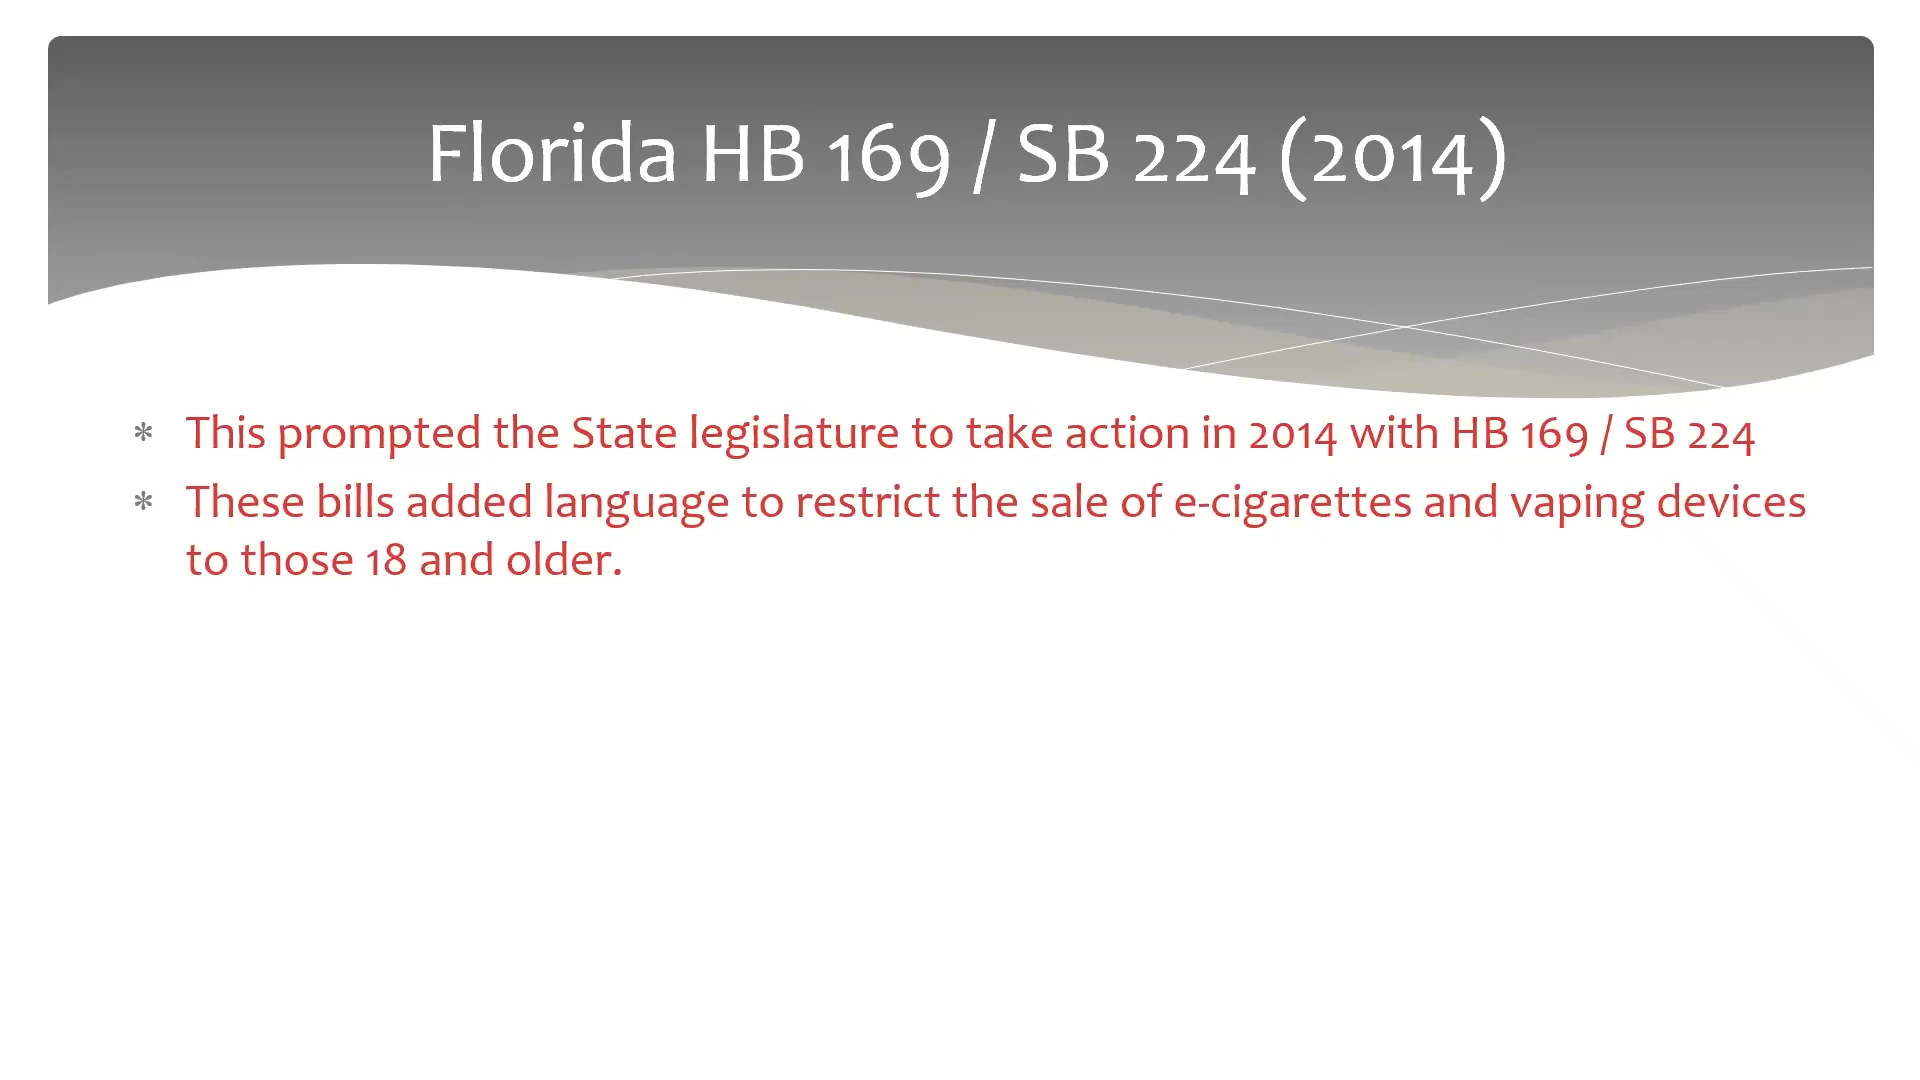 Florida HB 169 / SB 224 (2014)
* This prompted the State legislature to take action in 2014 with HB 169 / SB 224
* These bills added language to restrict the sale of e-cigarettes and vaping devices
to those 18 and older.